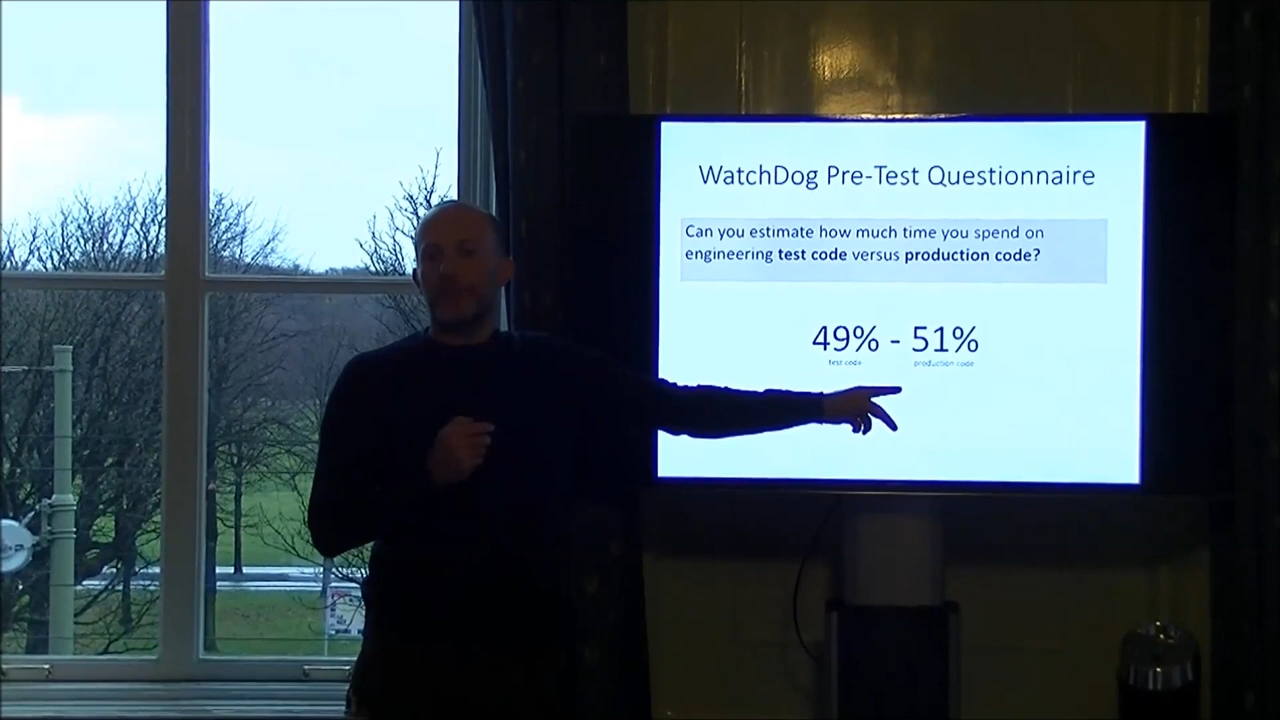 WatchDog Pre-Test Questionnaire
Can you estimate how much time you spend on
engineering test code versus production code?
49% - 51%
test code production code